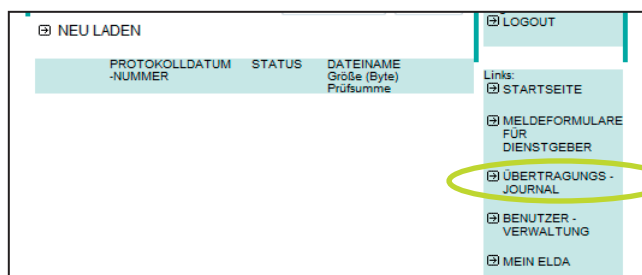 NEU LADEN
PROTOKOLLDATUM STATUS DATEINAME
-NUMMER Größe (Byte)
Prüfsumme
LOGOUT
Links:
STARTSEITE
MELDEFORMULARE
FÜR
DIENSTGEBER
ÜBERTRAGUNGS -
JOURNAL
BENUTZER -
VERWALTUNG
MEIN ELDA